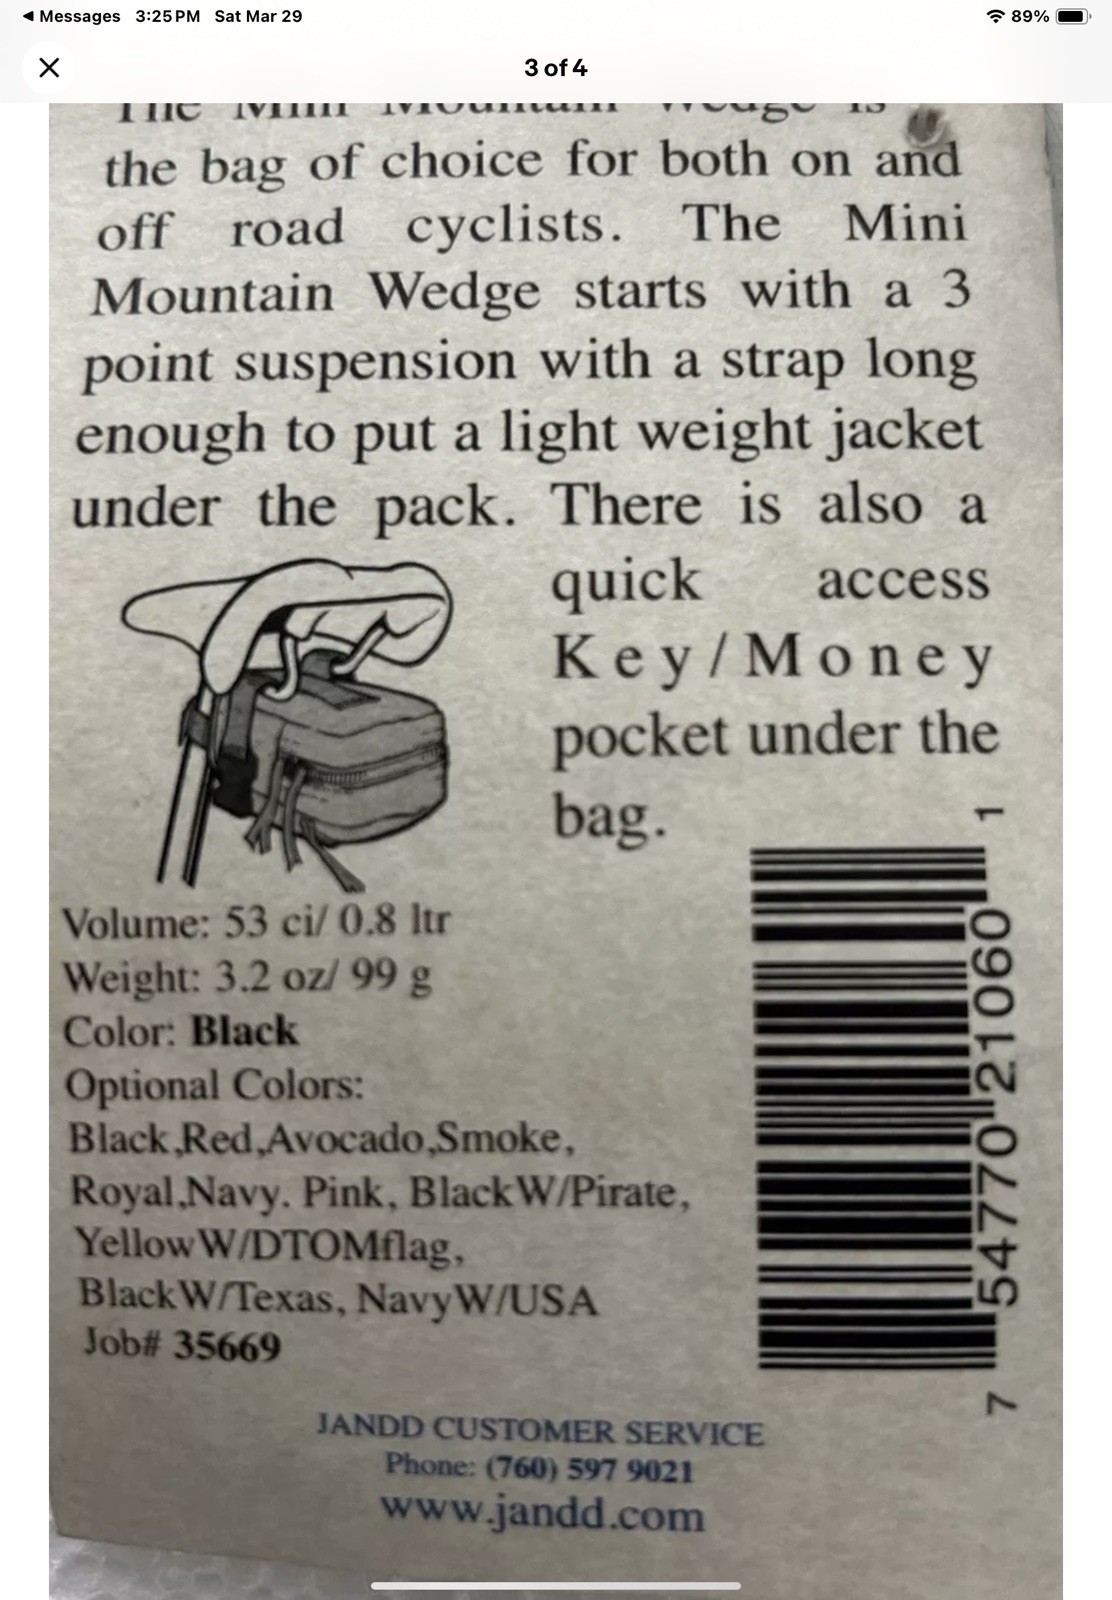 Messages 3:25 PM Sat Mar 29 89%
3 of 4
The Mini Mountain Wedge is
the bag of choice for both on and
off road cyclists. The Mini
Mountain Wedge starts with a 3
point suspension with a strap long
enough to put a light weight jacket
under the pack. There is also a
quick access
Key/Money
pocket under the
bag.
Volume: 53 ci/ 0.8 ltr
Weight: 3.2 oz/ 99 g
Color: Black
Optional Colors:
Black,Red,Avocado,Smoke,
Royal,Navy. Pink, BlackW/Pirate,
YellowW/DTOMflag,
BlackW/Texas, NavyW/USA
Job# 35669
7 54770 21060 1
JANDD CUSTOMER SERVICE
Phone: (760) 597 9021
www.jandd.com